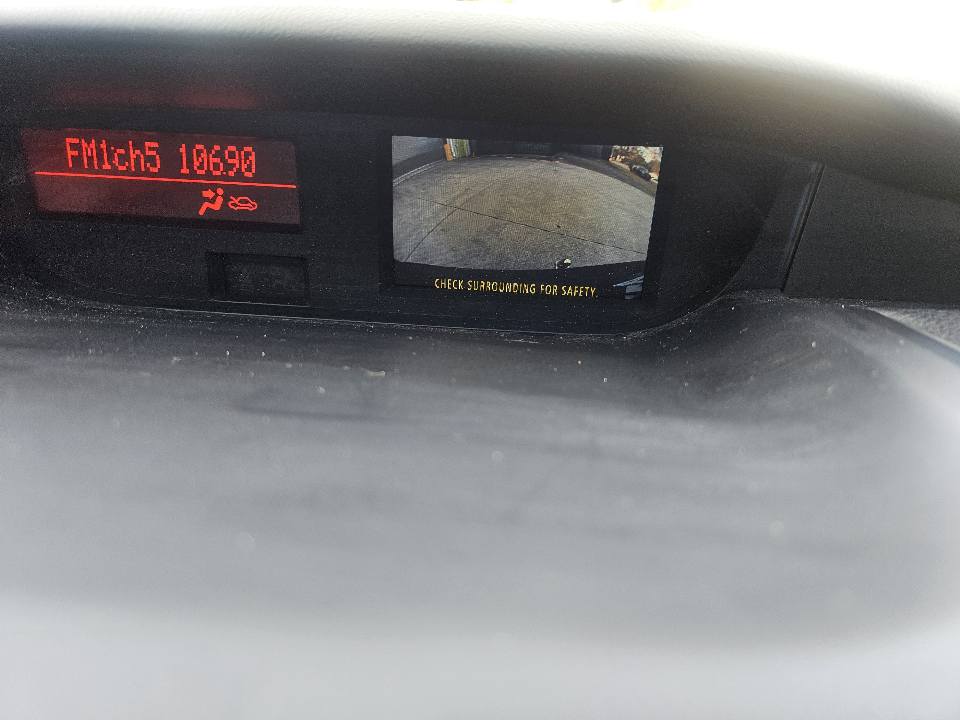 FM1ch5 106.90
CHECK SURROUNDING FOR SAFETY.